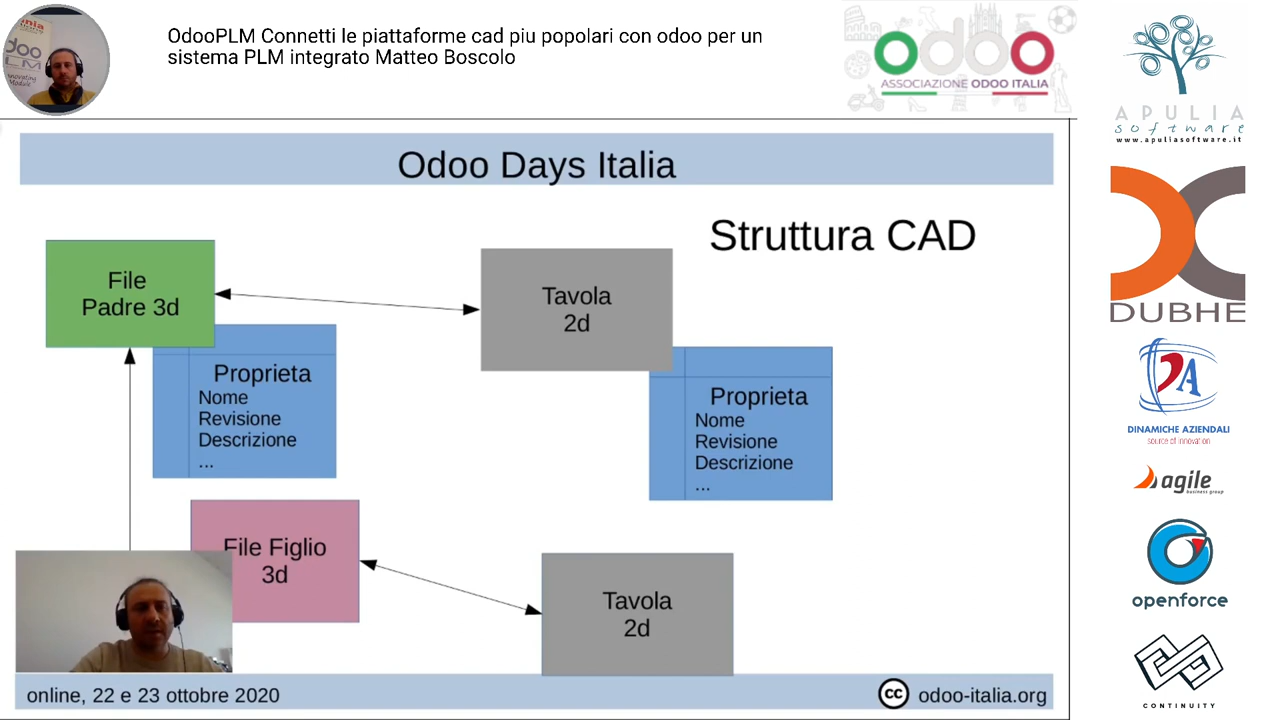 OdooPLM Connetti le piattaforme cad piu popolari con odoo per un
sistema PLM integrato Matteo Boscolo
odoo
ASSOCIAZIONE ODOO ITALIA
APULIA
software
www.apuliasoftware.it
Odoo Days Italia
Struttura CAD
File
Padre 3d
Tavola
2d
Proprieta
Nome
Revisione
Descrizione
...
Proprieta
Nome
Revisione
Descrizione
...
File Figlio
3d
Tavola
2d
online, 22 e 23 ottobre 2020
cc odoo-italia.org
DUBHE
DINAMICHE AZIENDALI
source of innovation
agile
business group
openforce
CONTINUITY